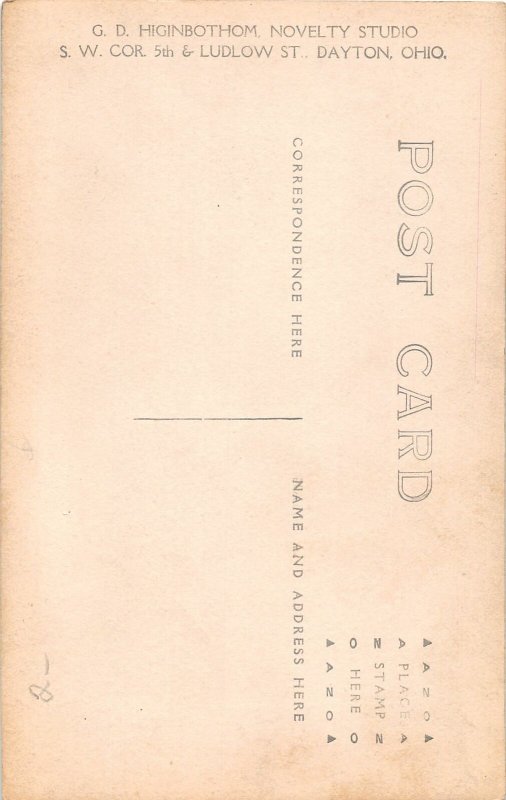 G. D. HIGINBOTHOM, NOVELTY STUDIO
S. W. COR. 5th & LUDLOW ST., DAYTON, OHIO.
POST CARD
CORRESPONDENCE HERE
NAME AND ADDRESS HERE
▲ A Z O ▲
A PLACE A
Z STAMP Z
O HERE O
▲ A Z O ▲
8-